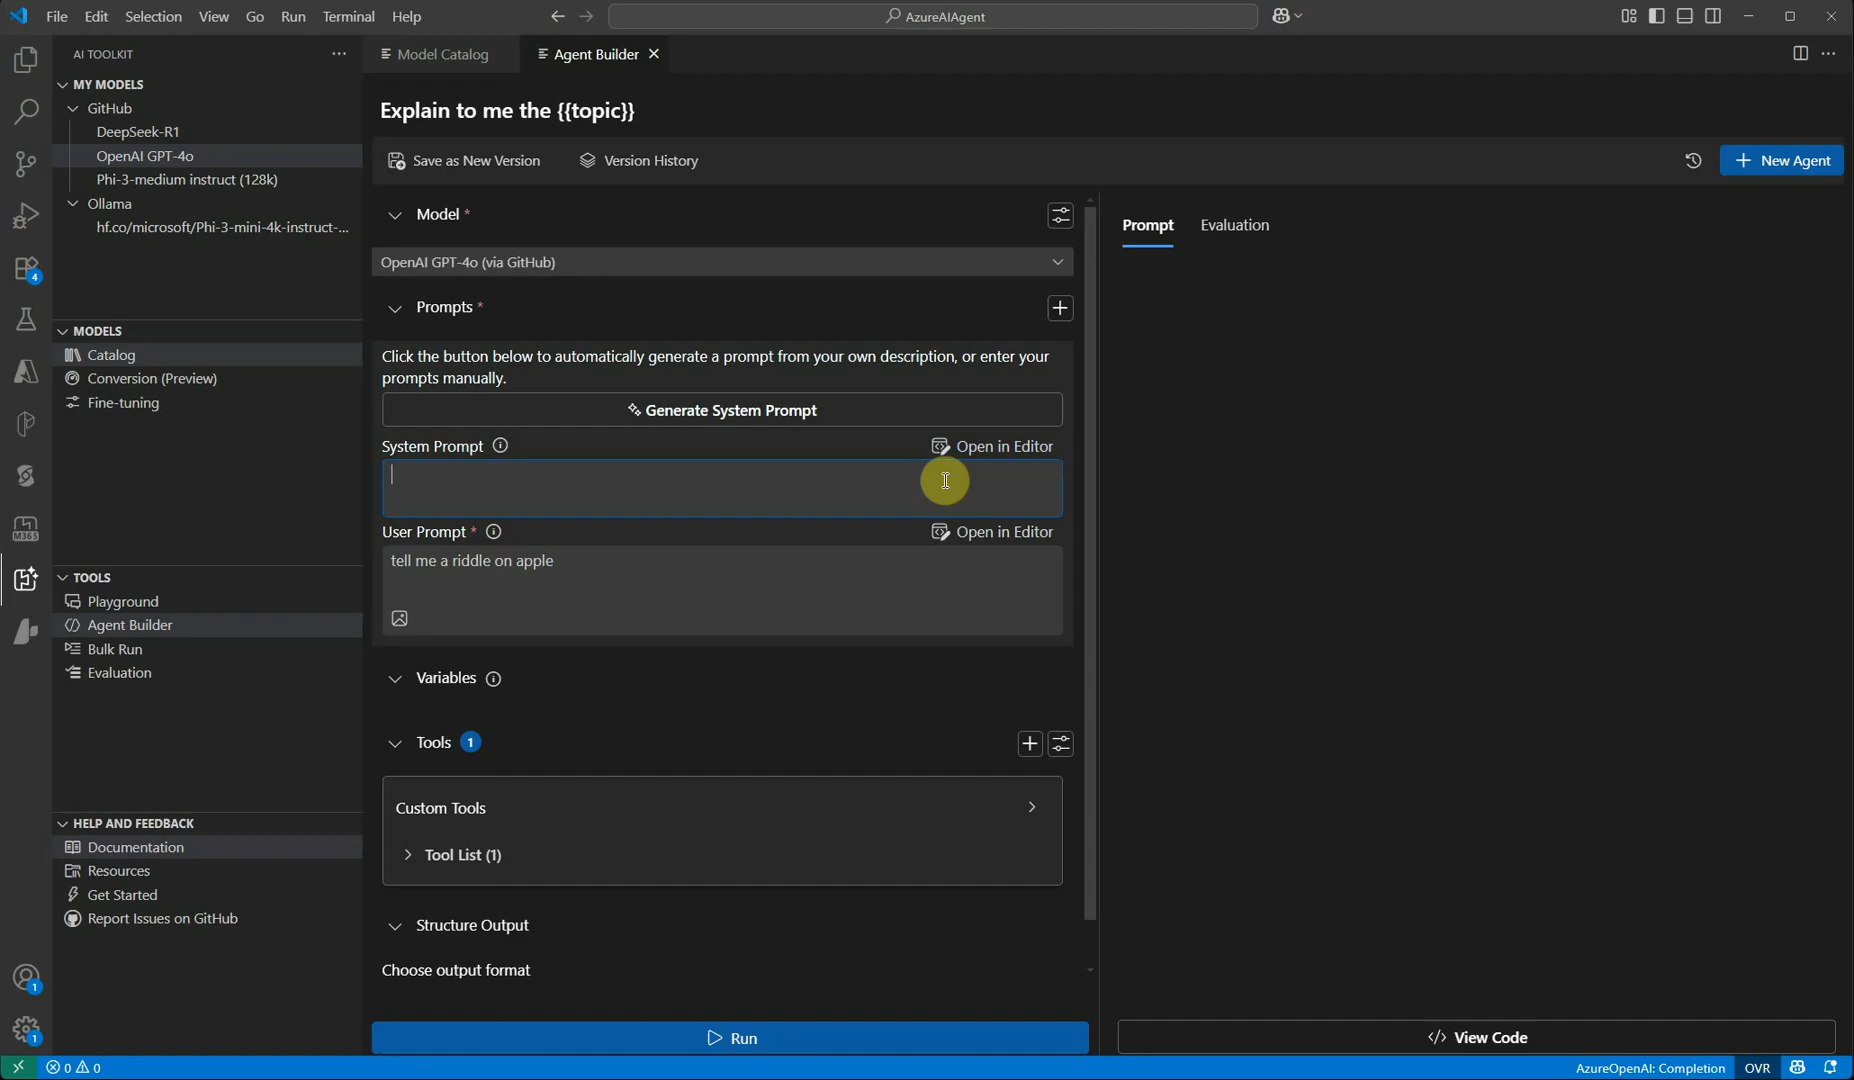 File Edit Selection View Go Run Terminal Help
AzureAIAgent
AI TOOLKIT
Model Catalog
Agent Builder
MY MODELS
GitHub
DeepSeek-R1
OpenAI GPT-4o
Phi-3-medium instruct (128k)
Ollama
hf.co/microsoft/Phi-3-mini-4k-instruct-...
MODELS
Catalog
Conversion (Preview)
Fine-tuning
TOOLS
Playground
Agent Builder
Bulk Run
Evaluation
HELP AND FEEDBACK
Documentation
Resources
Get Started
Report Issues on GitHub
4
M365
1
1
Explain to me the {{topic}}
Save as New Version
Version History
New Agent
Model *
OpenAI GPT-4o (via GitHub)
Prompts *
Click the button below to automatically generate a prompt from your own description, or enter your
prompts manually.
Generate System Prompt
System Prompt
Open in Editor
User Prompt *
Open in Editor
tell me a riddle on apple
Variables
Tools 1
Custom Tools
Tool List (1)
Structure Output
Choose output format
Run
Prompt
Evaluation
</> View Code
0 0
AzureOpenAI: Completion
OVR